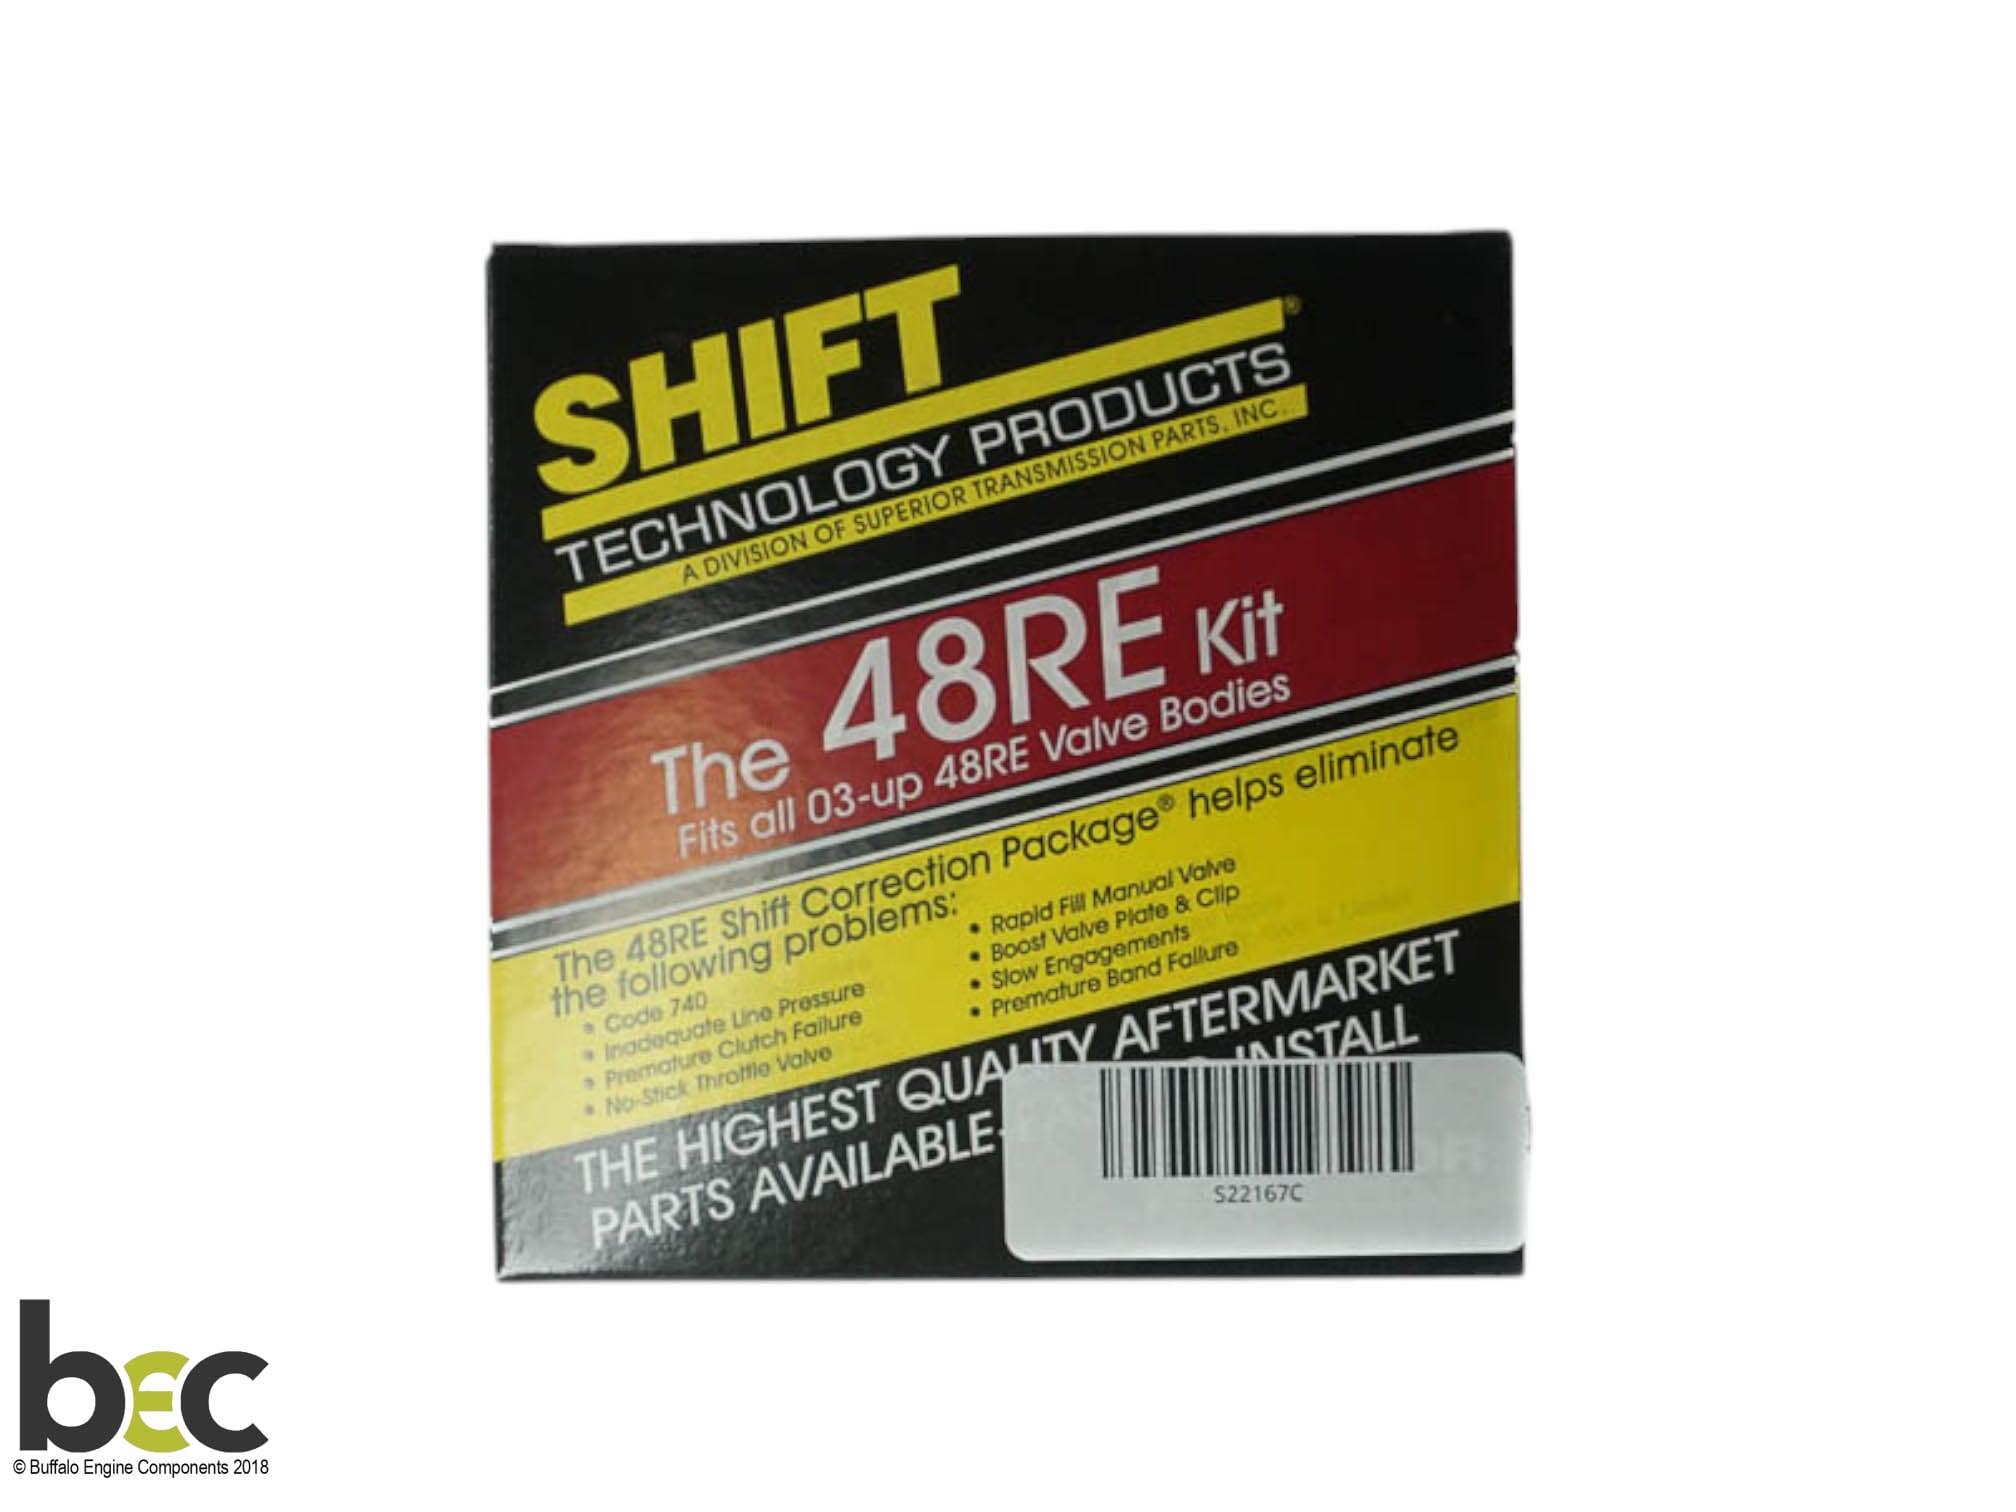 SHIFT®
TECHNOLOGY PRODUCTS
A DIVISION OF SUPERIOR TRANSMISSION PARTS, INC.
The 48RE Kit
Fits all 03-up 48RE Valve Bodies
The 48RE Shift Correction Package® helps eliminate
the following problems:
• Code 740
• Inadequate Line Pressure
• Premature Clutch Failure
• No-Stick Throttle Valve
• Rapid Fill Manual Valve
• Boost Valve Plate & Clip
• Slow Engagements
• Premature Band Failure
THE HIGHEST QUALITY AFTERMARKET
PARTS AVAILABLE- INSTALL
S22167C
bec
© Buffalo Engine Components 2018